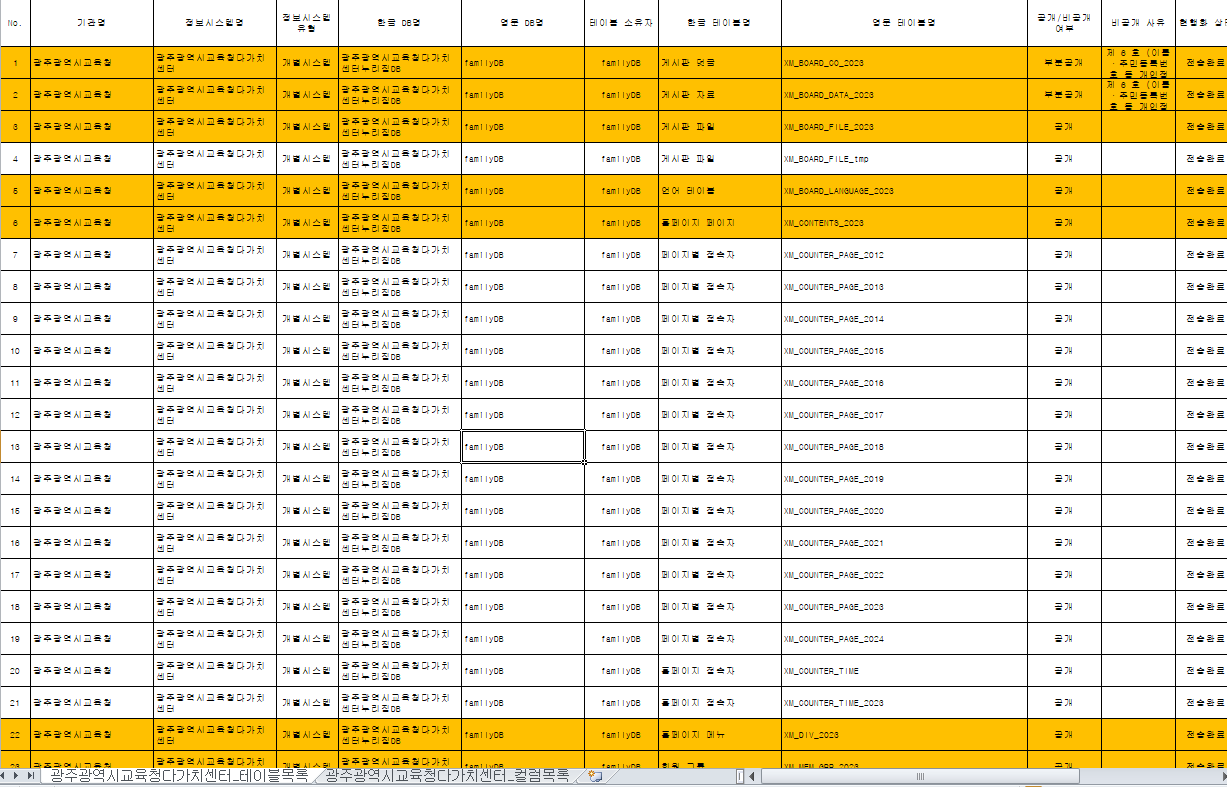 No. 기관명 정보시스템명 정보시스템 유형 한글 DB명 영문 DB명 테이블 소유자 한글 테이블명 영문 테이블명 공개/비공개 여부 비공개 사유 현행화
1 광주광역시교육청 광주광역시교육청다가치센터 개별시스템 광주광역시교육청다가치센터누리집DB familyDB familyDB 게시판 댓글 XM_BOARD_CO_2023 부분공개 제 6 호 (이름 · 주민등록번호 등 개인정 전송완료
2 광주광역시교육청 광주광역시교육청다가치센터 개별시스템 광주광역시교육청다가치센터누리집DB familyDB familyDB 게시판 자료 XM_BOARD_DATA_2023 부분공개 제 6 호 (이름 · 주민등록번호 등 개인정 전송완료
3 광주광역시교육청 광주광역시교육청다가치센터 개별시스템 광주광역시교육청다가치센터누리집DB familyDB familyDB 게시판 파일 XM_BOARD_FILE_2023 공개 전송완료
4 광주광역시교육청 광주광역시교육청다가치센터 개별시스템 광주광역시교육청다가치센터누리집DB familyDB familyDB 게시판 파일 XM_BOARD_FILE_tmp 공개 전송완료
5 광주광역시교육청 광주광역시교육청다가치센터 개별시스템 광주광역시교육청다가치센터누리집DB familyDB familyDB 언어 테이블 XM_BOARD_LANGUAGE_2023 공개 전송완료
6 광주광역시교육청 광주광역시교육청다가치센터 개별시스템 광주광역시교육청다가치센터누리집DB familyDB familyDB 홈페이지 페이지 XM_CONTENTS_2023 공개 전송완료
7 광주광역시교육청 광주광역시교육청다가치센터 개별시스템 광주광역시교육청다가치센터누리집DB familyDB familyDB 페이지별 접속자 XM_COUNTER_PAGE_2012 공개 전송완료
8 광주광역시교육청 광주광역시교육청다가치센터 개별시스템 광주광역시교육청다가치센터누리집DB familyDB familyDB 페이지별 접속자 XM_COUNTER_PAGE_2013 공개 전송완료
9 광주광역시교육청 광주광역시교육청다가치센터 개별시스템 광주광역시교육청다가치센터누리집DB familyDB familyDB 페이지별 접속자 XM_COUNTER_PAGE_2014 공개 전송완료
10 광주광역시교육청 광주광역시교육청다가치센터 개별시스템 광주광역시교육청다가치센터누리집DB familyDB familyDB 페이지별 접속자 XM_COUNTER_PAGE_2015 공개 전송완료
11 광주광역시교육청 광주광역시교육청다가치센터 개별시스템 광주광역시교육청다가치센터누리집DB familyDB familyDB 페이지별 접속자 XM_COUNTER_PAGE_2016 공개 전송완료
12 광주광역시교육청 광주광역시교육청다가치센터 개별시스템 광주광역시교육청다가치센터누리집DB familyDB familyDB 페이지별 접속자 XM_COUNTER_PAGE_2017 공개 전송완료
13 광주광역시교육청 광주광역시교육청다가치센터 개별시스템 광주광역시교육청다가치센터누리집DB familyDB familyDB 페이지별 접속자 XM_COUNTER_PAGE_2018 공개 전송완료
14 광주광역시교육청 광주광역시교육청다가치센터 개별시스템 광주광역시교육청다가치센터누리집DB familyDB familyDB 페이지별 접속자 XM_COUNTER_PAGE_2019 공개 전송완료
15 광주광역시교육청 광주광역시교육청다가치센터 개별시스템 광주광역시교육청다가치센터누리집DB familyDB familyDB 페이지별 접속자 XM_COUNTER_PAGE_2020 공개 전송완료
16 광주광역시교육청 광주광역시교육청다가치센터 개별시스템 광주광역시교육청다가치센터누리집DB familyDB familyDB 페이지별 접속자 XM_COUNTER_PAGE_2021 공개 전송완료
17 광주광역시교육청 광주광역시교육청다가치센터 개별시스템 광주광역시교육청다가치센터누리집DB familyDB familyDB 페이지별 접속자 XM_COUNTER_PAGE_2022 공개 전송완료
18 광주광역시교육청 광주광역시교육청다가치센터 개별시스템 광주광역시교육청다가치센터누리집DB familyDB familyDB 페이지별 접속자 XM_COUNTER_PAGE_2023 공개 전송완료
19 광주광역시교육청 광주광역시교육청다가치센터 개별시스템 광주광역시교육청다가치센터누리집DB familyDB familyDB 페이지별 접속자 XM_COUNTER_PAGE_2024 공개 전송완료
20 광주광역시교육청 광주광역시교육청다가치센터 개별시스템 광주광역시교육청다가치센터누리집DB familyDB familyDB 홈페이지 접속자 XM_COUNTER_TIME 공개 전송완료
21 광주광역시교육청 광주광역시교육청다가치센터 개별시스템 광주광역시교육청다가치센터누리집DB familyDB familyDB 홈페이지 접속자 XM_COUNTER_TIME_2023 공개 전송완료
22 광주광역시교육청 광주광역시교육청다가치센터 개별시스템 광주광역시교육청다가치센터누리집DB familyDB familyDB 홈페이지 메뉴 XM_DIV_2023 공개 전송완료
23 광주광역시교육청 광주광역시교육청다가치 개별시스템 광주광역시교육청다가치 familyDB familyDB 회원 그룹 XM_MEM_GRP_2023 공개 전송완료
광주광역시교육청다가치센터_테이블목록 광주광역시교육청다가치센터_컬럼목록